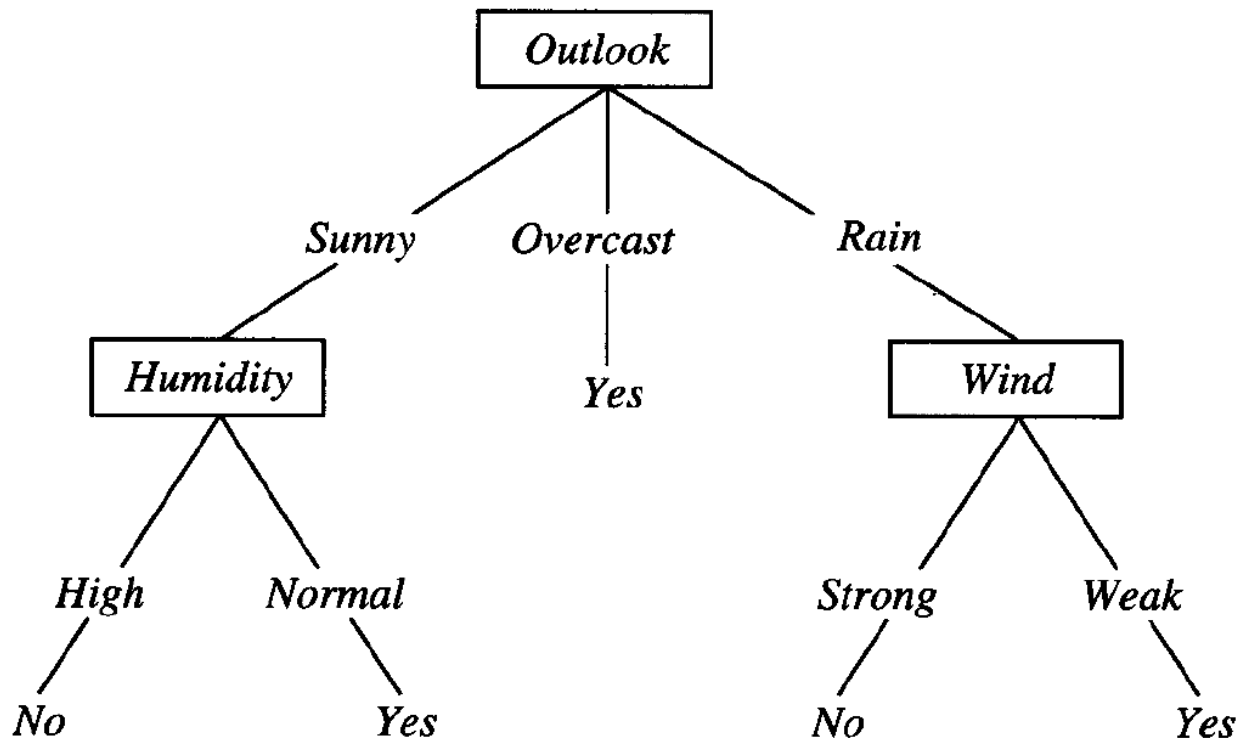 Outlook
Sunny Overcast Rain
Humidity Yes Wind
High Normal Strong Weak
No Yes No Yes